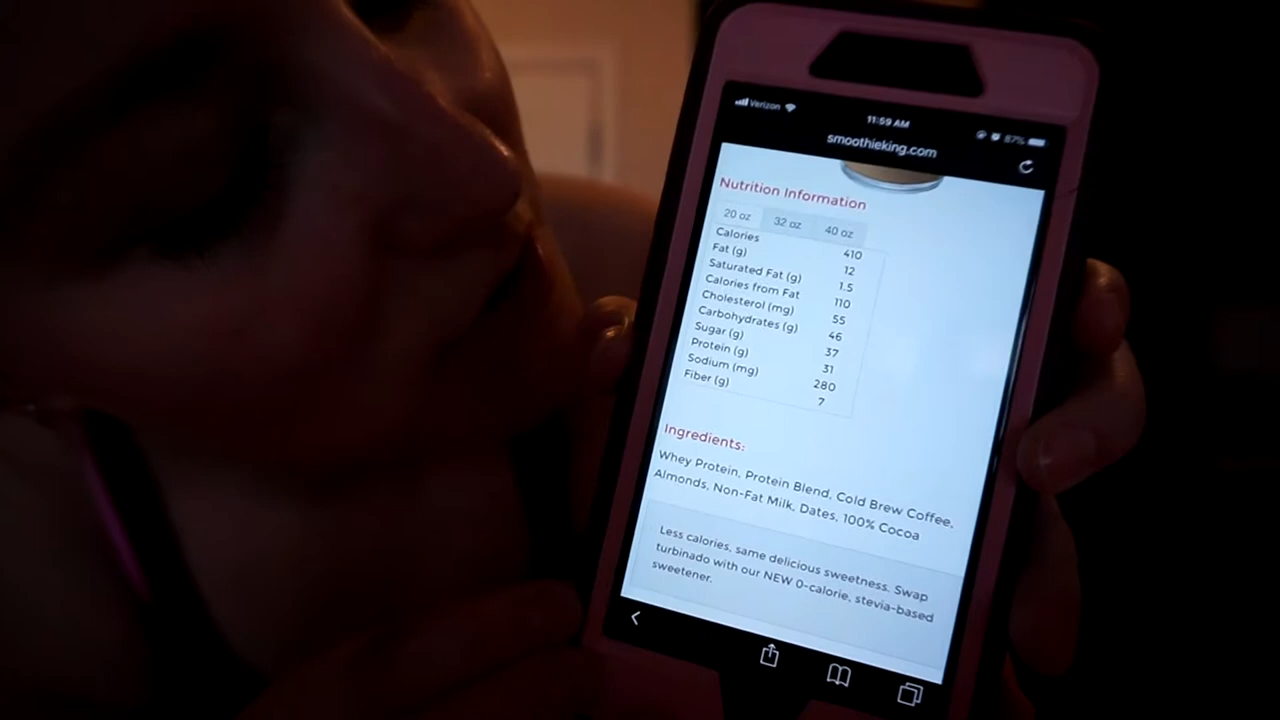 Verizon
11:59 AM
87%
smoothieking.com
Nutrition Information
20 oz 32 oz 40 oz
Calories 410
Fat (g) 12
Saturated Fat (g) 1.5
Calories from Fat 110
Cholesterol (mg) 55
Carbohydrates (g) 46
Sugar (g) 37
Protein (g) 31
Sodium (mg) 280
Fiber (g) 7
Ingredients:
Whey Protein, Protein Blend, Cold Brew Coffee,
Almonds, Non-Fat Milk, Dates, 100% Cocoa
Less calories, same delicious sweetness. Swap
turbinado with our NEW 0-calorie, stevia-based
sweetener.